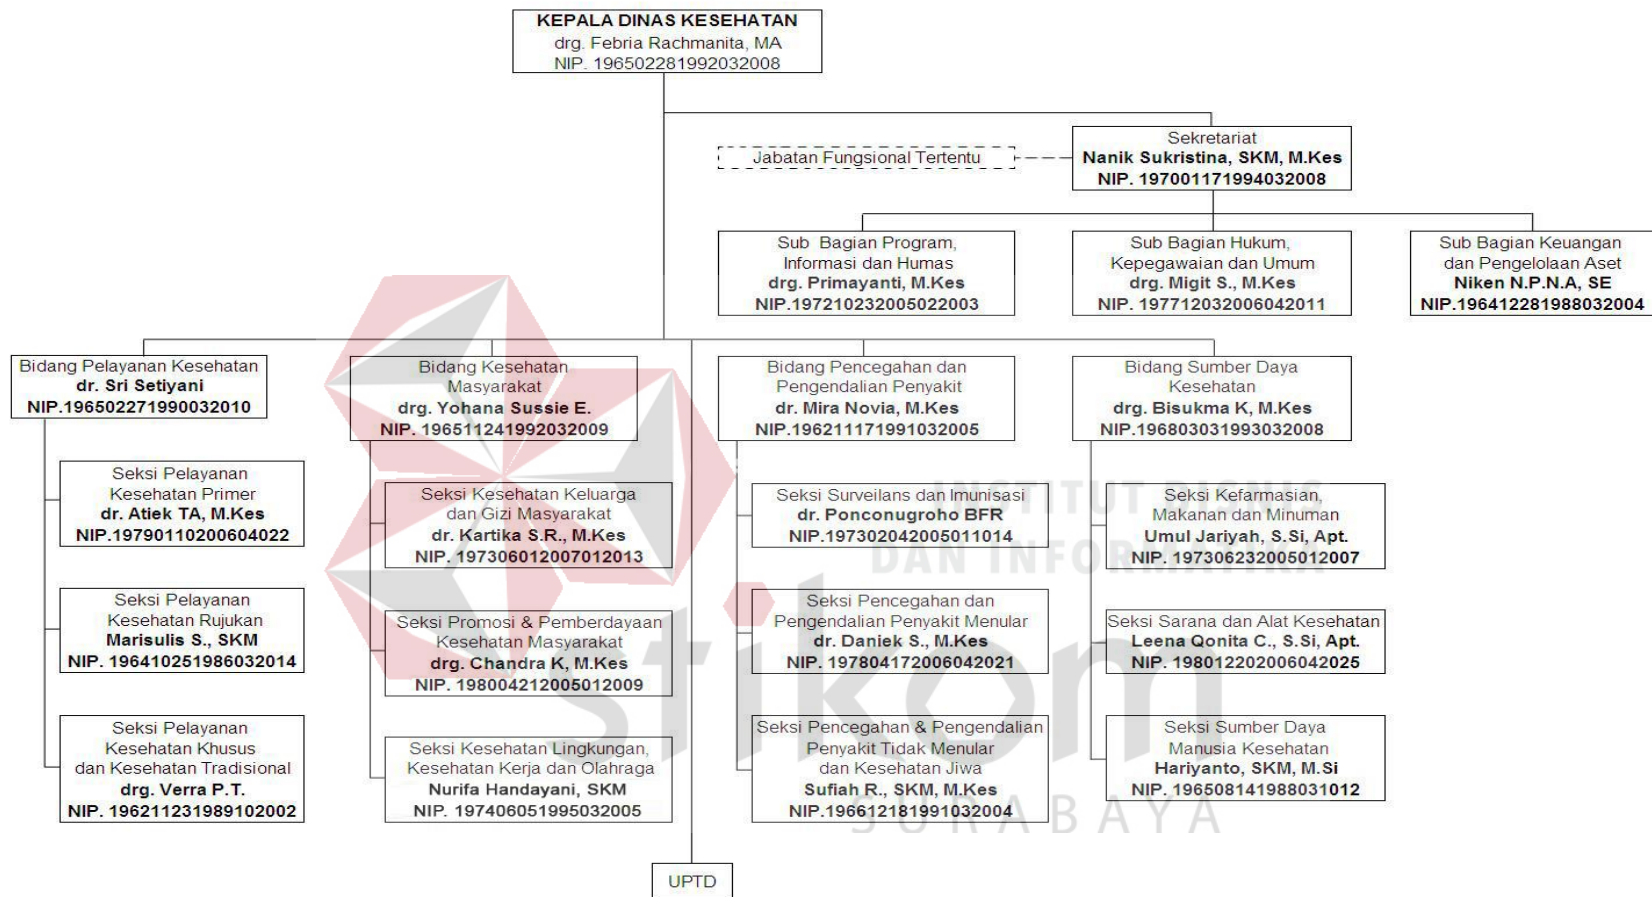 KEPALA DINAS KESEHATAN
drg. Febria Rachmanita, MA
NIP. 196502281992032008
Sekretariat
Nanik Sukristina, SKM, M.Kes
NIP. 197001171994032008
Jabatan Fungsional Tertentu
Sub Bagian Program,
Informasi dan Humas
drg. Primayanti, M.Kes
NIP.197210232005022003
Sub Bagian Hukum,
Kepegawaian dan Umum
drg. Migit S., M.Kes
NIP.197712032006042011
Sub Bagian Keuangan
dan Pengelolaan Aset
Niken N.P.N.A, SE
NIP.196412281988032004
Bidang Pelayanan Kesehatan
dr. Sri Setiyani
NIP.196502271990032010
Bidang Kesehatan
Masyarakat
drg. Yohana Sussie E.
NIP. 196511241992032009
Bidang Pencegahan dan
Pengendalian Penyakit
dr. Mira Novia, M.Kes
NIP.196211171991032005
Bidang Sumber Daya
Kesehatan
drg. Bisukma K, M.Kes
NIP.196803031993032008
Seksi Pelayanan
Kesehatan Primer
dr. Atiek TA, M.Kes
NIP.19790110200604022
Seksi Pelayanan
Kesehatan Rujukan
Marisulis S., SKM
NIP. 196410251986032014
Seksi Pelayanan
Kesehatan Khusus
dan Kesehatan Tradisional
drg. Verra P.T.
NIP. 196211231989102002
Seksi Kesehatan Keluarga
dan Gizi Masyarakat
dr. Kartika S.R., M.Kes
NIP. 197306012007012013
Seksi Promosi & Pemberdayaan
Kesehatan Masyarakat
drg. Chandra K, M.Kes
NIP. 198004212005012009
Seksi Kesehatan Lingkungan,
Kesehatan Kerja dan Olahraga
Nurifa Handayani, SKM
NIP. 197406051995032005
Seksi Surveilans dan Imunisasi
dr. Ponconugroho BFR
NIP.197302042005011014
Seksi Pencegahan dan
Pengendalian Penyakit Menular
dr. Daniek S., M.Kes
NIP. 197804172006042021
Seksi Pencegahan & Pengendalian
Penyakit Tidak Menular
dan Kesehatan Jiwa
Sufiah R., SKM, M.Kes
NIP.196612181991032004
Seksi Kefarmasian,
Makanan dan Minuman
Umul Jariyah, S.Si, Apt.
NIP. 197306232005012007
Seksi Sarana dan Alat Kesehatan
Leena Qonita C., S.Si, Apt.
NIP. 198012202006042025
Seksi Sumber Daya
Manusia Kesehatan
Hariyanto, SKM, M.Si
NIP. 196508141988031012
UPTD
INSTITUT BISNIS
DAN INFORMATIKA
stikom
SURABAYA